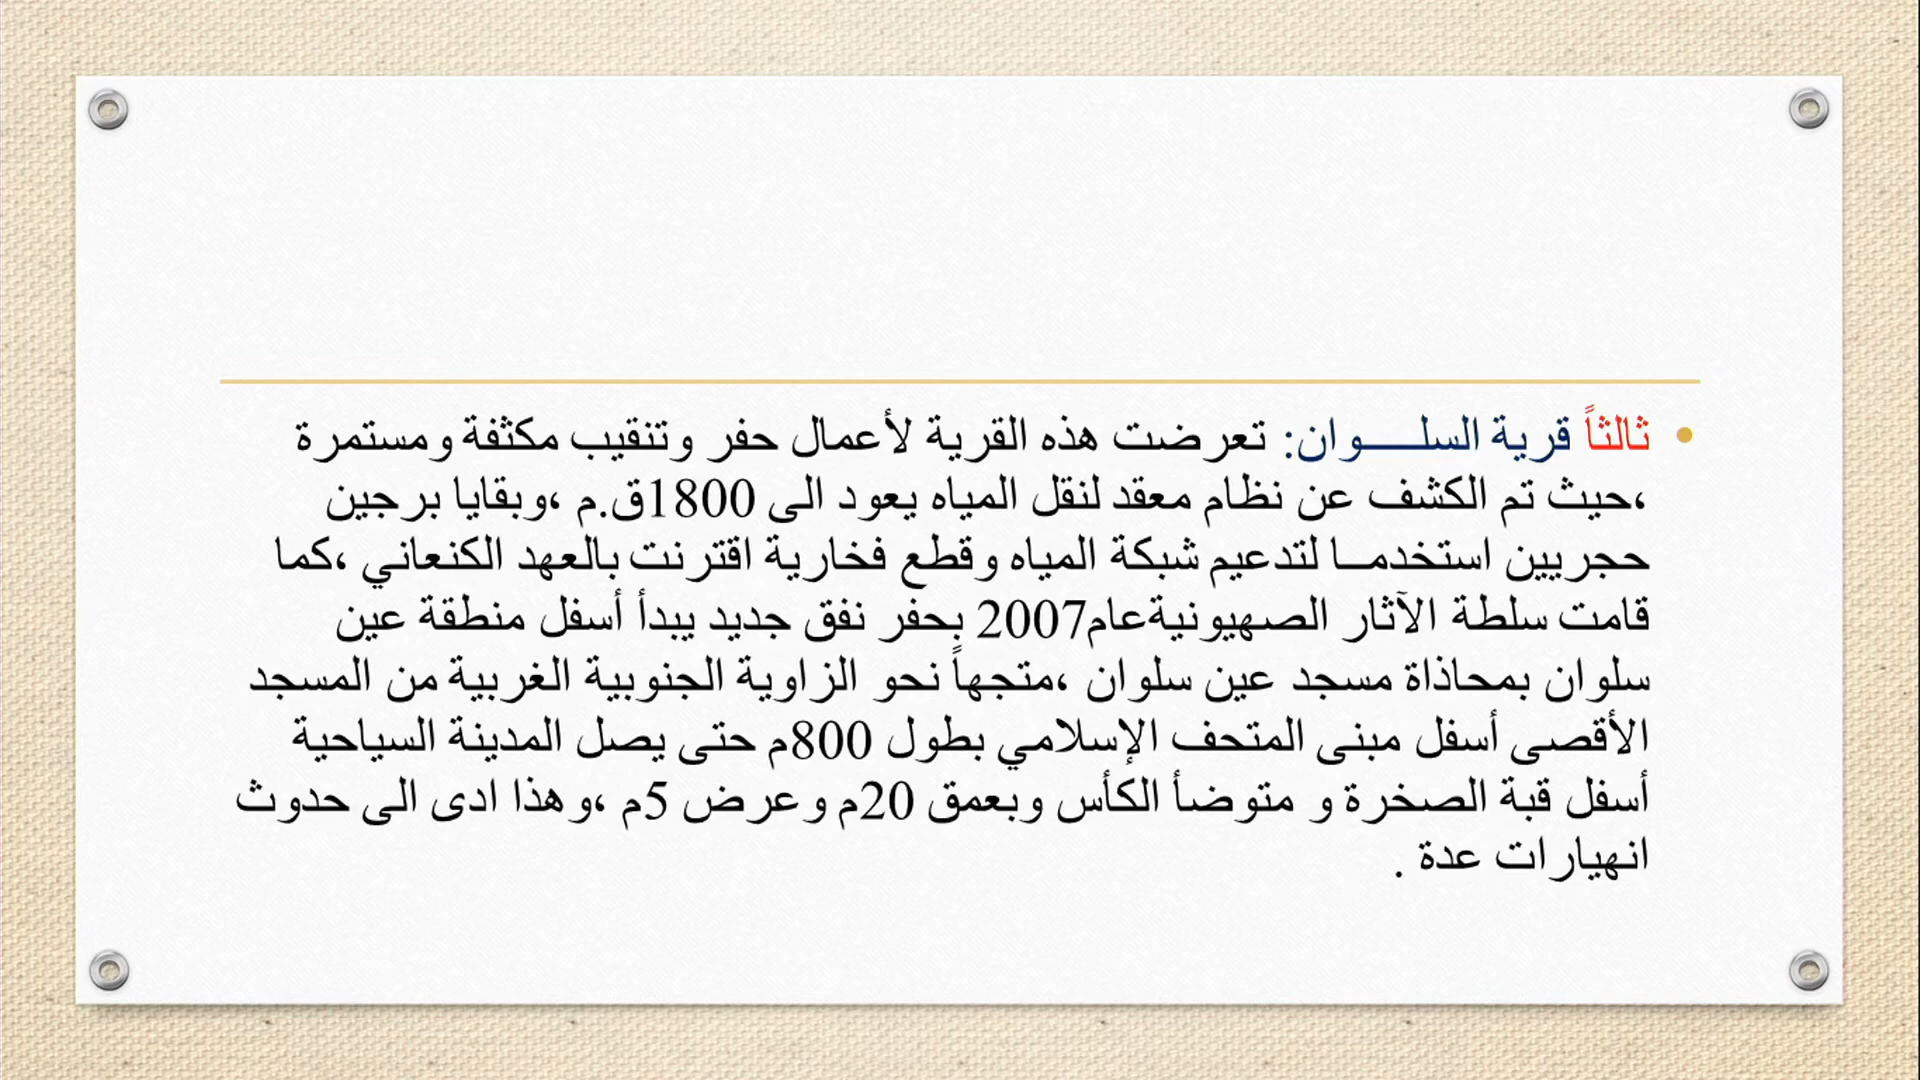 • ثالثاً قرية السلـــــوان: تعرضت هذه القرية لأعمال حفر وتنقيب مكثفة ومستمرة
،حيث تم الكشف عن نظام معقد لنقل المياه يعود الى 1800ق.م ،وبقايا برجين
حجريين استخدمــا لتدعيم شبكة المياه وقطع فخارية اقترنت بالعهد الكنعاني ،كما
قامت سلطة الآثار الصهيونيةعام2007 بحفر نفق جديد يبدأ أسفل منطقة عين
سلوان بمحاذاة مسجد عين سلوان ،متجهاً نحو الزاوية الجنوبية الغربية من المسجد
الأقصى أسفل مبنى المتحف الإسلامي بطول 800م حتى يصل المدينة السياحية
أسفل قبة الصخرة و متوضأ الكأس وبعمق 20م وعرض 5م ،وهذا ادى الى حدوث
انهيارات عدة .